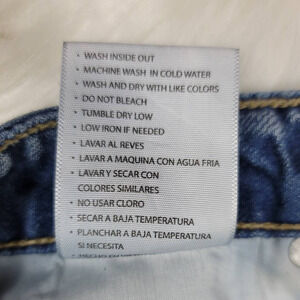 • WASH INSIDE OUT
• MACHINE WASH IN COLD WATER
• WASH AND DRY WITH LIKE COLORS
• DO NOT BLEACH
• TUMBLE DRY LOW
• LOW IRON IF NEEDED
• LAVAR AL REVES
• LAVAR A MAQUINA CON AGUA FRIA
• LAVAR Y SECAR CON
COLORES SIMILARES
• NO USAR CLORO
• SECAR A BAJA TEMPERATURA
• PLANCHAR A BAJA TEMPERATURA
SI NECESITA
• HECHO EN